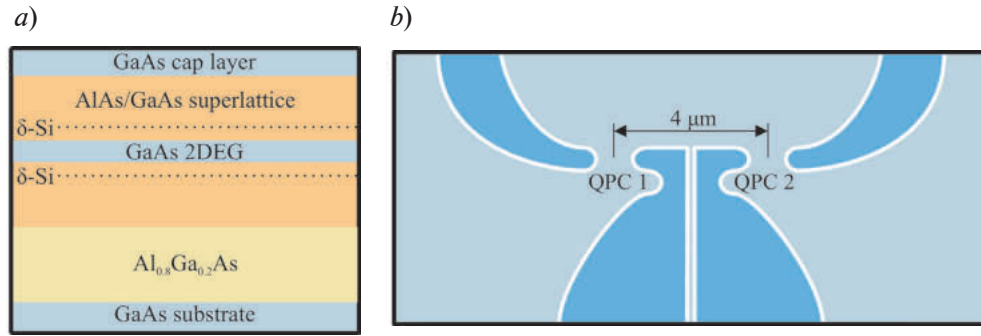 a)
b)
GaAs cap layer
AlAs/GaAs superlattice
δ-Si
GaAs 2DEG
δ-Si
Al0.8Ga0.2As
GaAs substrate
4 μm
QPC 1
QPC 2